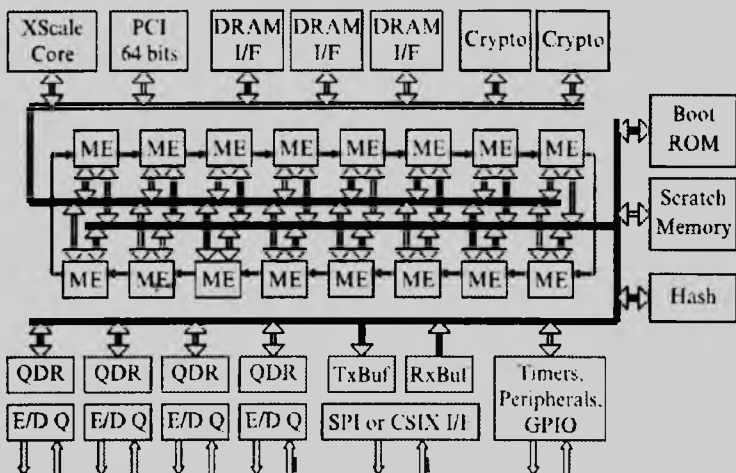 XScale
Core
PCI
64 bits
DRAM
I/F
DRAM
I/F
DRAM
I/F
Crypto
Crypto
Boot
ROM
ME ME ME ME ME ME ME ME
Scratch
Memory
ME ME ME ME ME ME ME ME
Hash
QDR QDR QDR QDR TxBuf RxBuf
Timers,
Peripherals,
GPIO
E/D Q E/D Q E/D Q E/D Q SPI or CSIX I/F